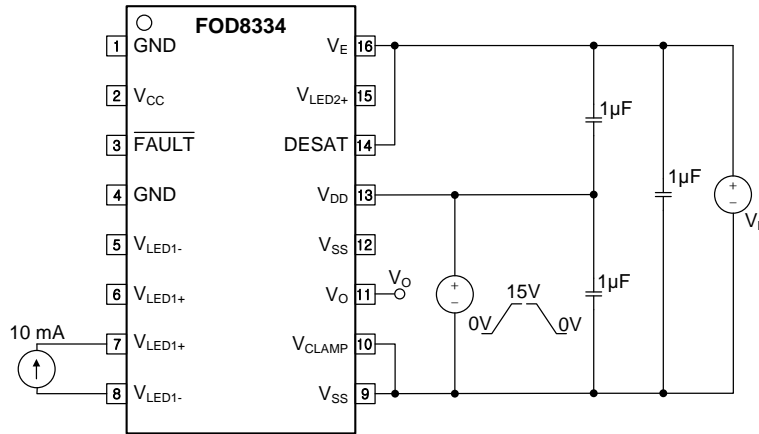 FOD8334
1 GND
2 VCC
3 FAULT
4 GND
5 VLED1-
6 VLED1+
7 VLED1+
8 VLED1-
VE 16
VLED2+ 15
DESAT 14
VDD 13
VSS 12
VO 11
VCLAMP 10
VSS 9
10 mA
VO
0V
15V
0V
1µF
1µF
1µF
+
−
+
−